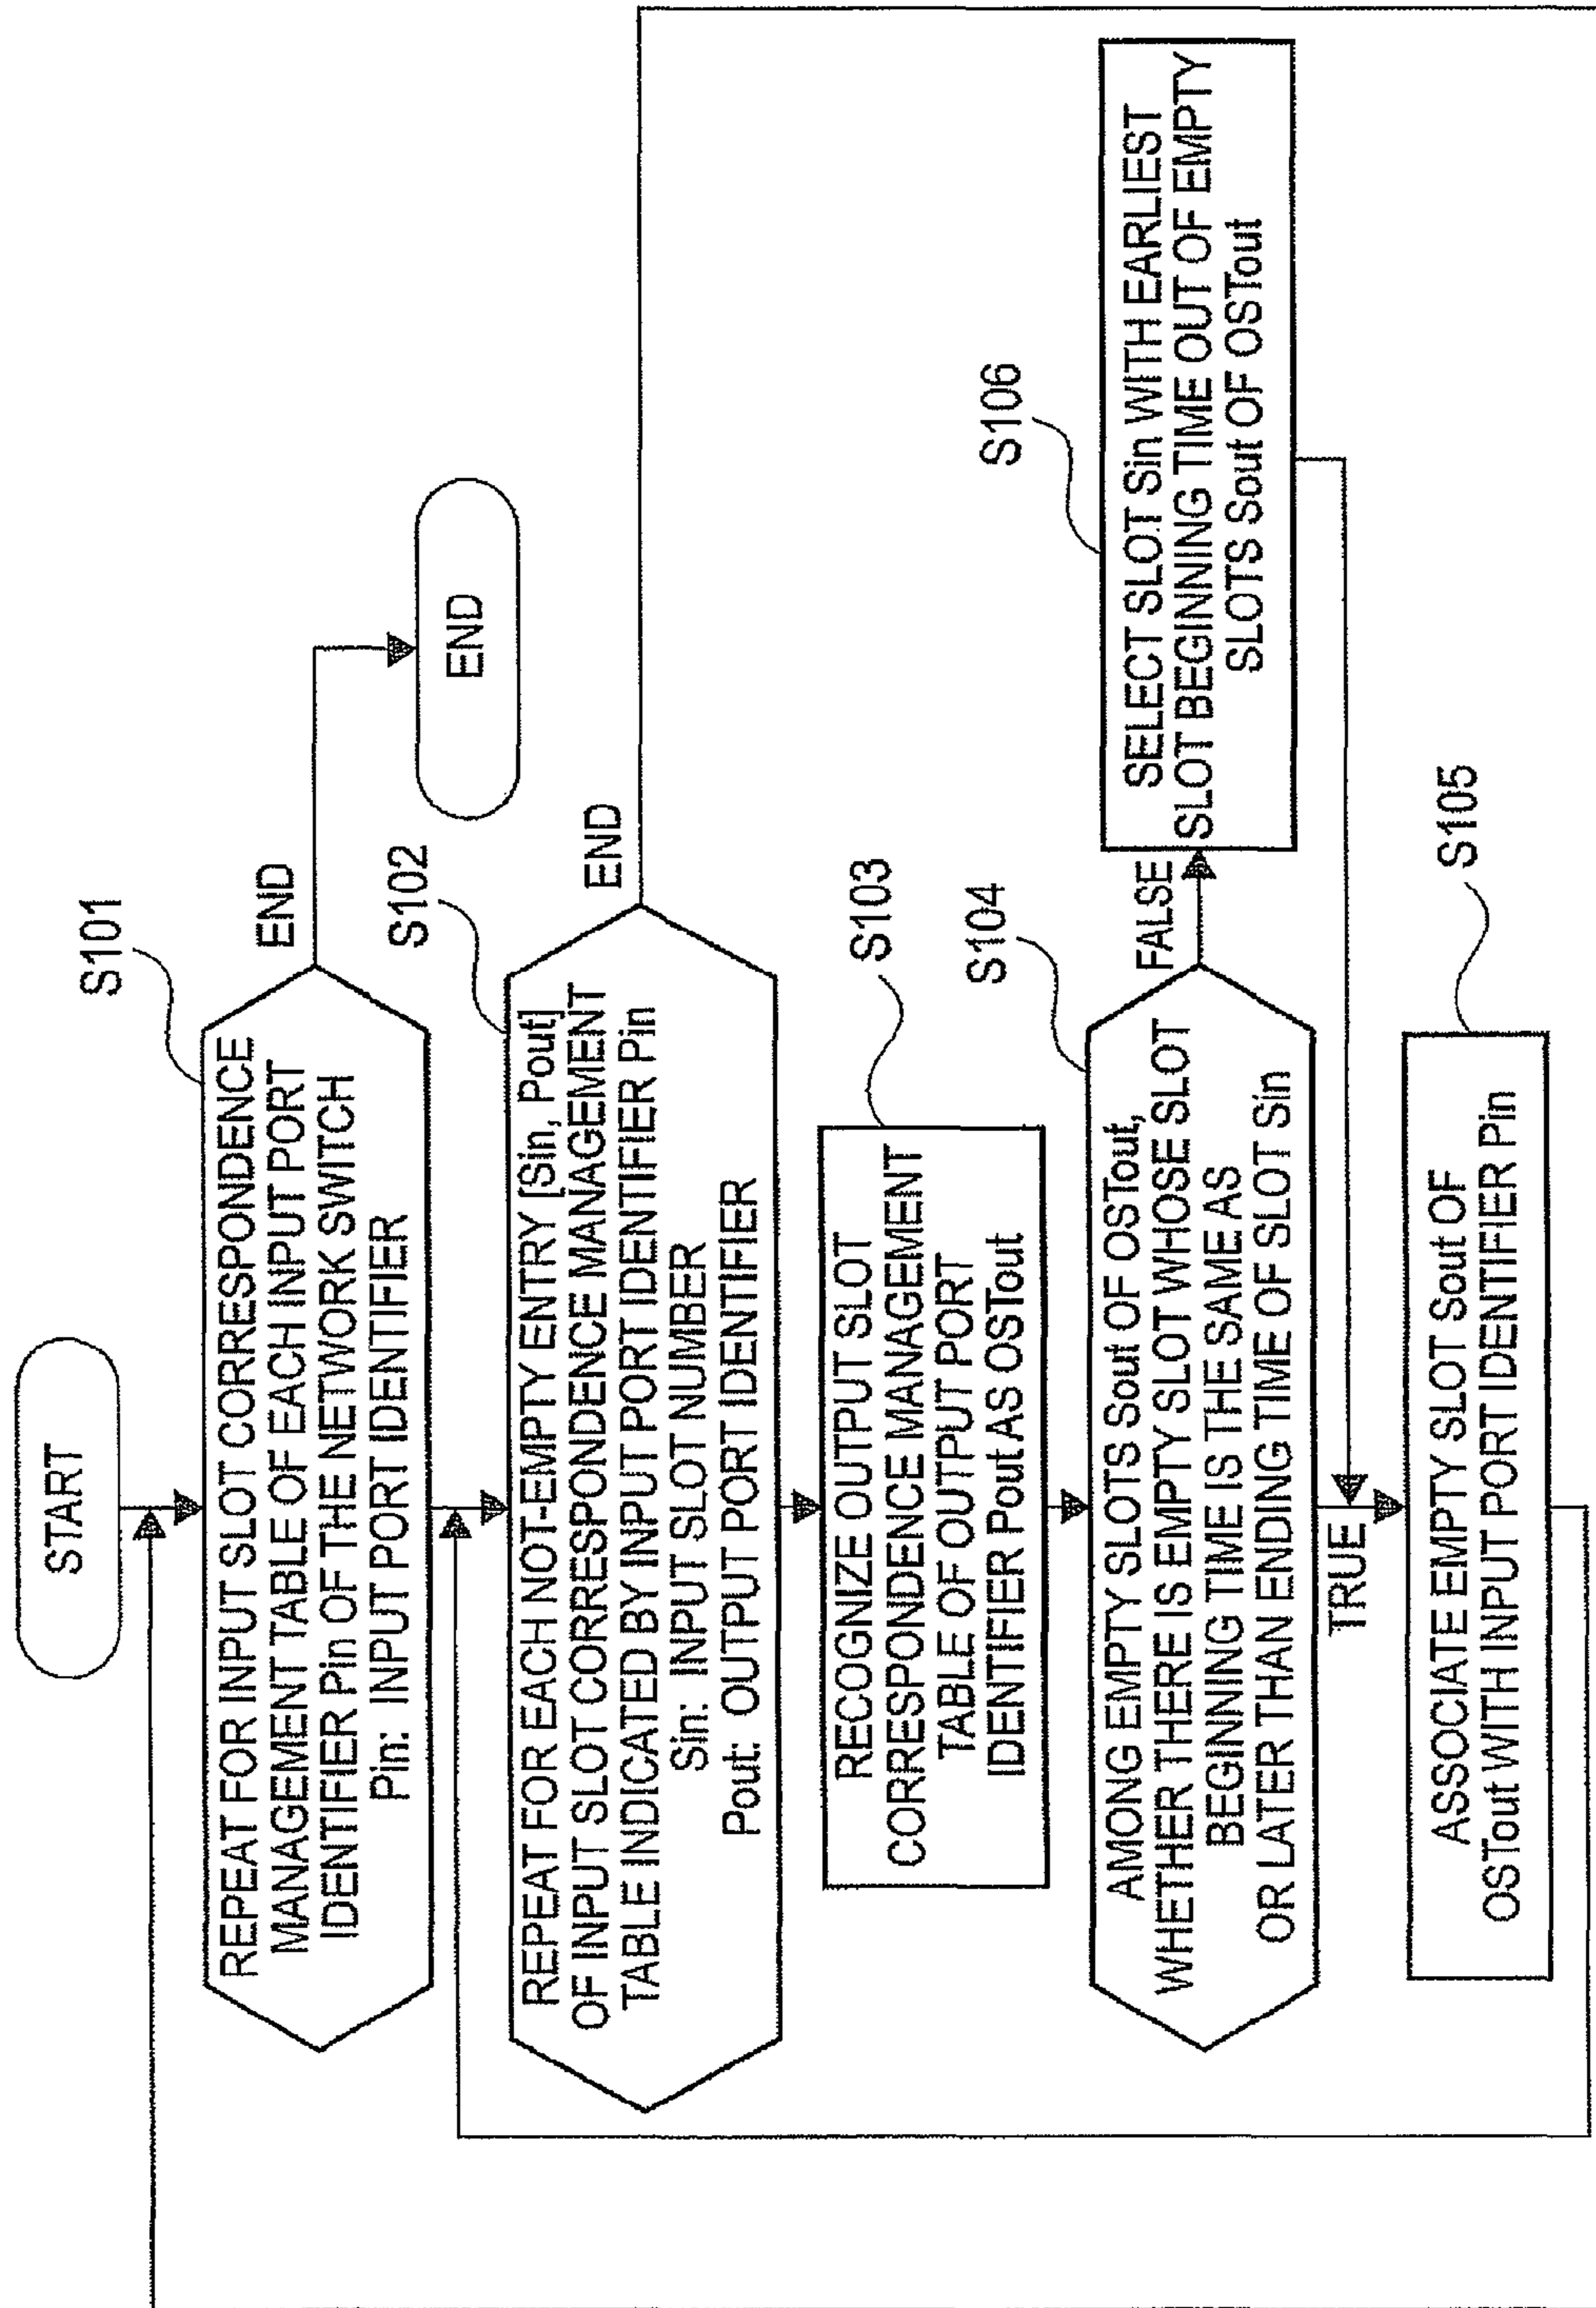 START
S101
REPEAT FOR INPUT SLOT CORRESPONDENCE
MANAGEMENT TABLE OF EACH INPUT PORT
IDENTIFIER Pin OF THE NETWORK SWITCH
Pin: INPUT PORT IDENTIFIER
END
END
S102
REPEAT FOR EACH NOT-EMPTY ENTRY [Sin, Pout]
OF INPUT SLOT CORRESPONDENCE MANAGEMENT
TABLE INDICATED BY INPUT PORT IDENTIFIER Pin
Sin: INPUT SLOT NUMBER
Pout: OUTPUT PORT IDENTIFIER
END
S103
RECOGNIZE OUTPUT SLOT
CORRESPONDENCE MANAGEMENT
TABLE OF OUTPUT PORT
IDENTIFIER Pout AS OSTout
S104
AMONG EMPTY SLOTS Sout OF OSTout,
WHETHER THERE IS EMPTY SLOT WHOSE SLOT
BEGINNING TIME IS THE SAME AS
OR LATER THAN ENDING TIME OF SLOT Sin
FALSE
S106
SELECT SLOT Sin WITH EARLIEST
SLOT BEGINNING TIME OUT OF EMPTY
SLOTS Sout OF OSTout
TRUE
S105
ASSOCIATE EMPTY SLOT Sout OF
OSTout WITH INPUT PORT IDENTIFIER Pin